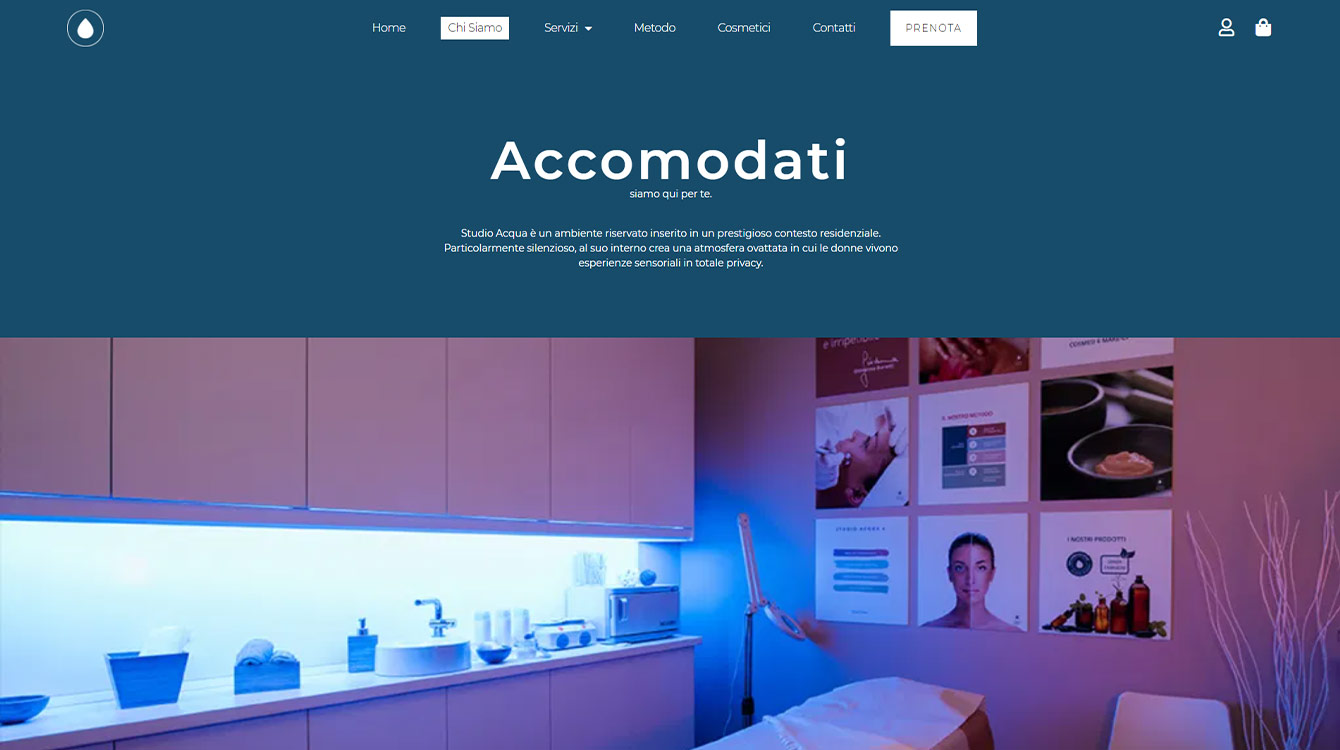 Home
Chi Siamo
Servizi
Metodo
Cosmetici
Contatti
PRENOTA
Accomodati
siamo qui per te.
Studio Acqua è un ambiente riservato inserito in un prestigioso contesto residenziale.
Particolarmente silenzioso, al suo interno crea una atmosfera ovattata in cui le donne vivono
esperienze sensoriali in totale privacy.
IL NOSTRO METODO
STUDIO ACQUA
I NOSTRI PRODOTTI